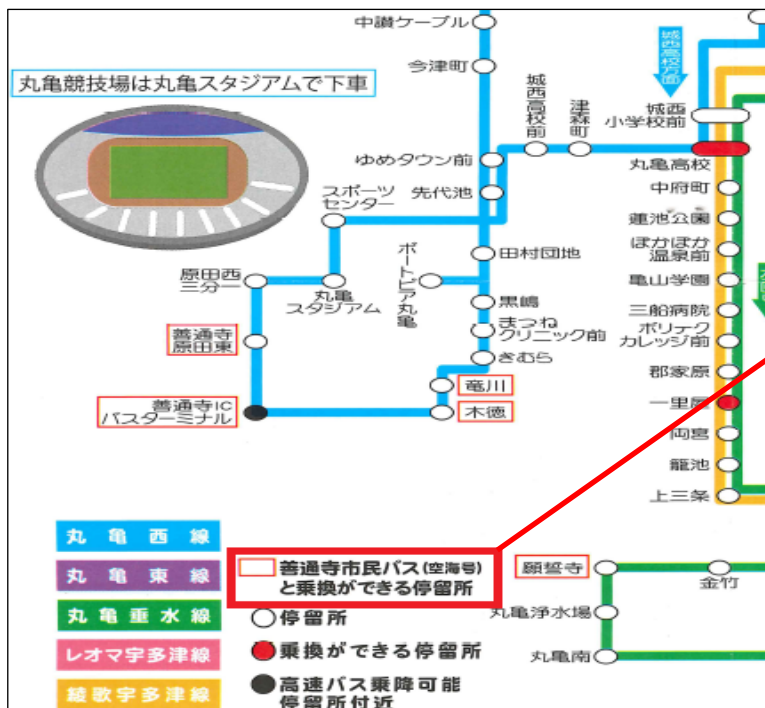 中讃ケーブル
今津町
丸亀競技場は丸亀スタジアムで下車
城西高校方面
城西
小学校前
城西高校前
津森町
丸亀高校
ゆめタウン前
先代池
スポーツ
センター
中府町
蓮池公園
ぽかぽか
温泉前
田村団地
ボートピア丸亀
亀山学園
原田西
三分一
丸亀
スタジアム
黒嶋
三船病院
まつね
クリニック前
ポリテク
カレッジ前
善通寺
原田東
きむら
郡家原
竜川
善通寺IC
バスターミナル
木徳
一里屋
両宮
龍池
上三条
丸亀西線
丸亀東線
丸亀垂水線
レオマ宇多津線
綾歌宇多津線
善通寺市民バス(空海号)
と乗換ができる停留所
停留所
乗換ができる停留所
高速バス乗降可能
停留所付近
願誓寺
金竹
丸亀浄水場
丸亀南